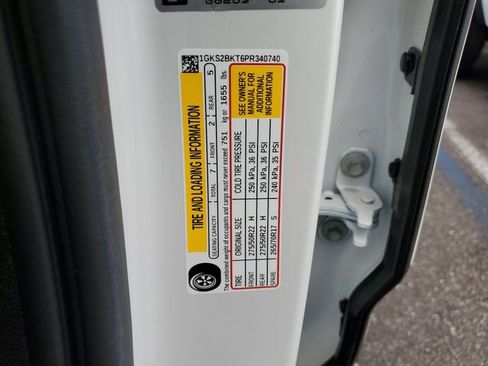 1GKS2BKT6PR340740
TIRE AND LOADING INFORMATION
SEATING CAPACITY TOTAL 7 FRONT 2 REAR 5
The combined weight of occupants and cargo must never exceed 751 kg or 1655 lbs.
TIRE ORIGINAL SIZE COLD TIRE PRESSURE
FRONT 275/50R22 H 250 kPa, 36 PSI
REAR 275/50R22 H 250 kPa, 36 PSI
SPARE 265/70R17 S 240 kPa, 35 PSI
SEE OWNER'S
MANUAL FOR
ADDITIONAL
INFORMATION